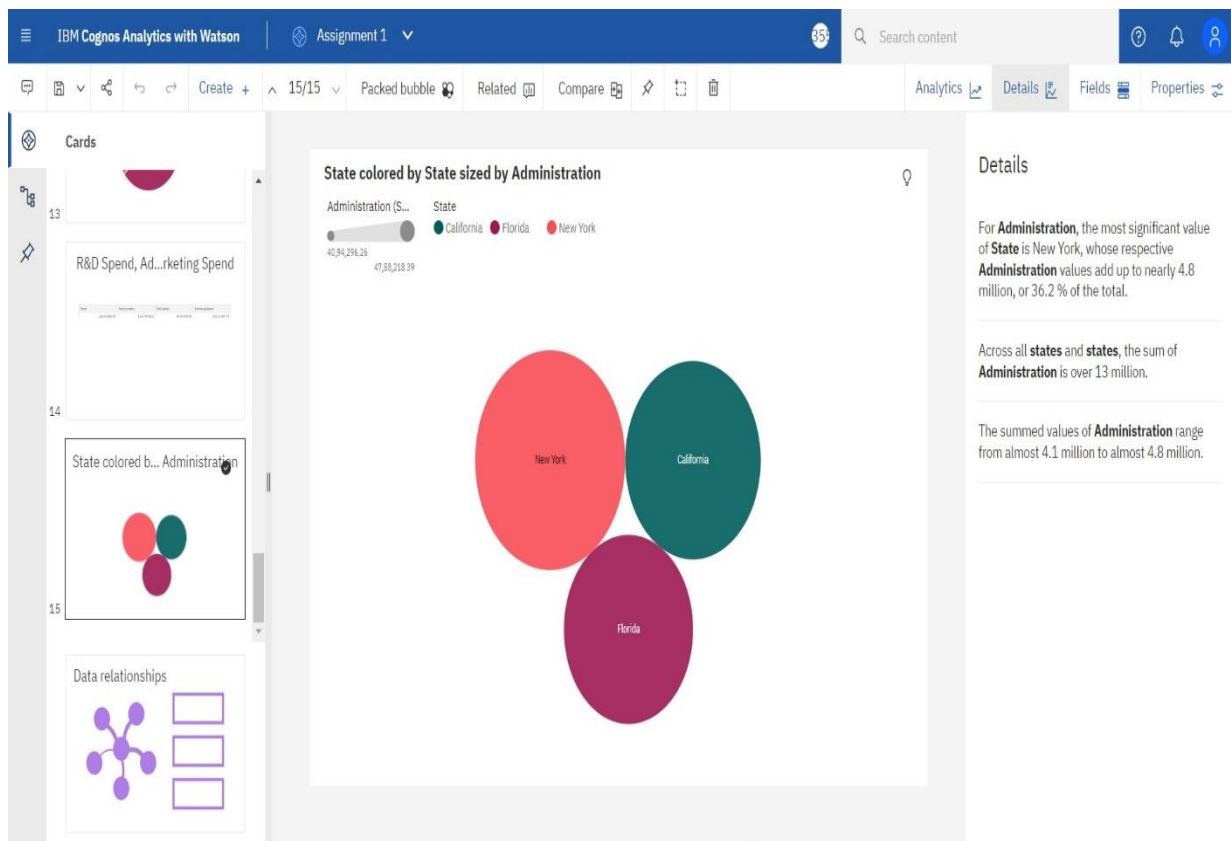 IBM Cognos Analytics with Watson
Assignment 1
Search content
Create +
15/15
Packed bubble
Related
Compare
Analytics
Details
Fields
Properties
Cards
13
R&D Spend, Ad...rketing Spend
14
State colored b... Administration
15
Data relationships
State colored by State sized by Administration
Administration (S...
40,94,296.26
47,58,218.39
State
California
Florida
New York
New York
California
Florida
Details
For Administration, the most significant value
of State is New York, whose respective
Administration values add up to nearly 4.8
million, or 36.2 % of the total.
Across all states and states, the sum of
Administration is over 13 million.
The summed values of Administration range
from almost 4.1 million to almost 4.8 million.